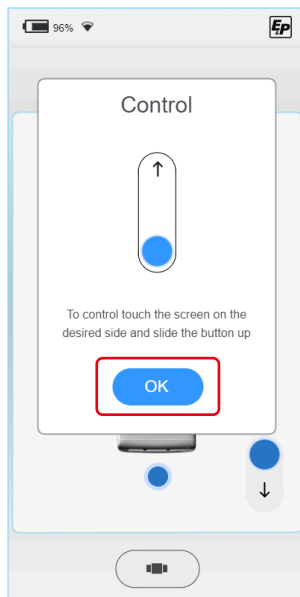 96%
EP
Control
To control touch the screen on the
desired side and slide the button up
OK